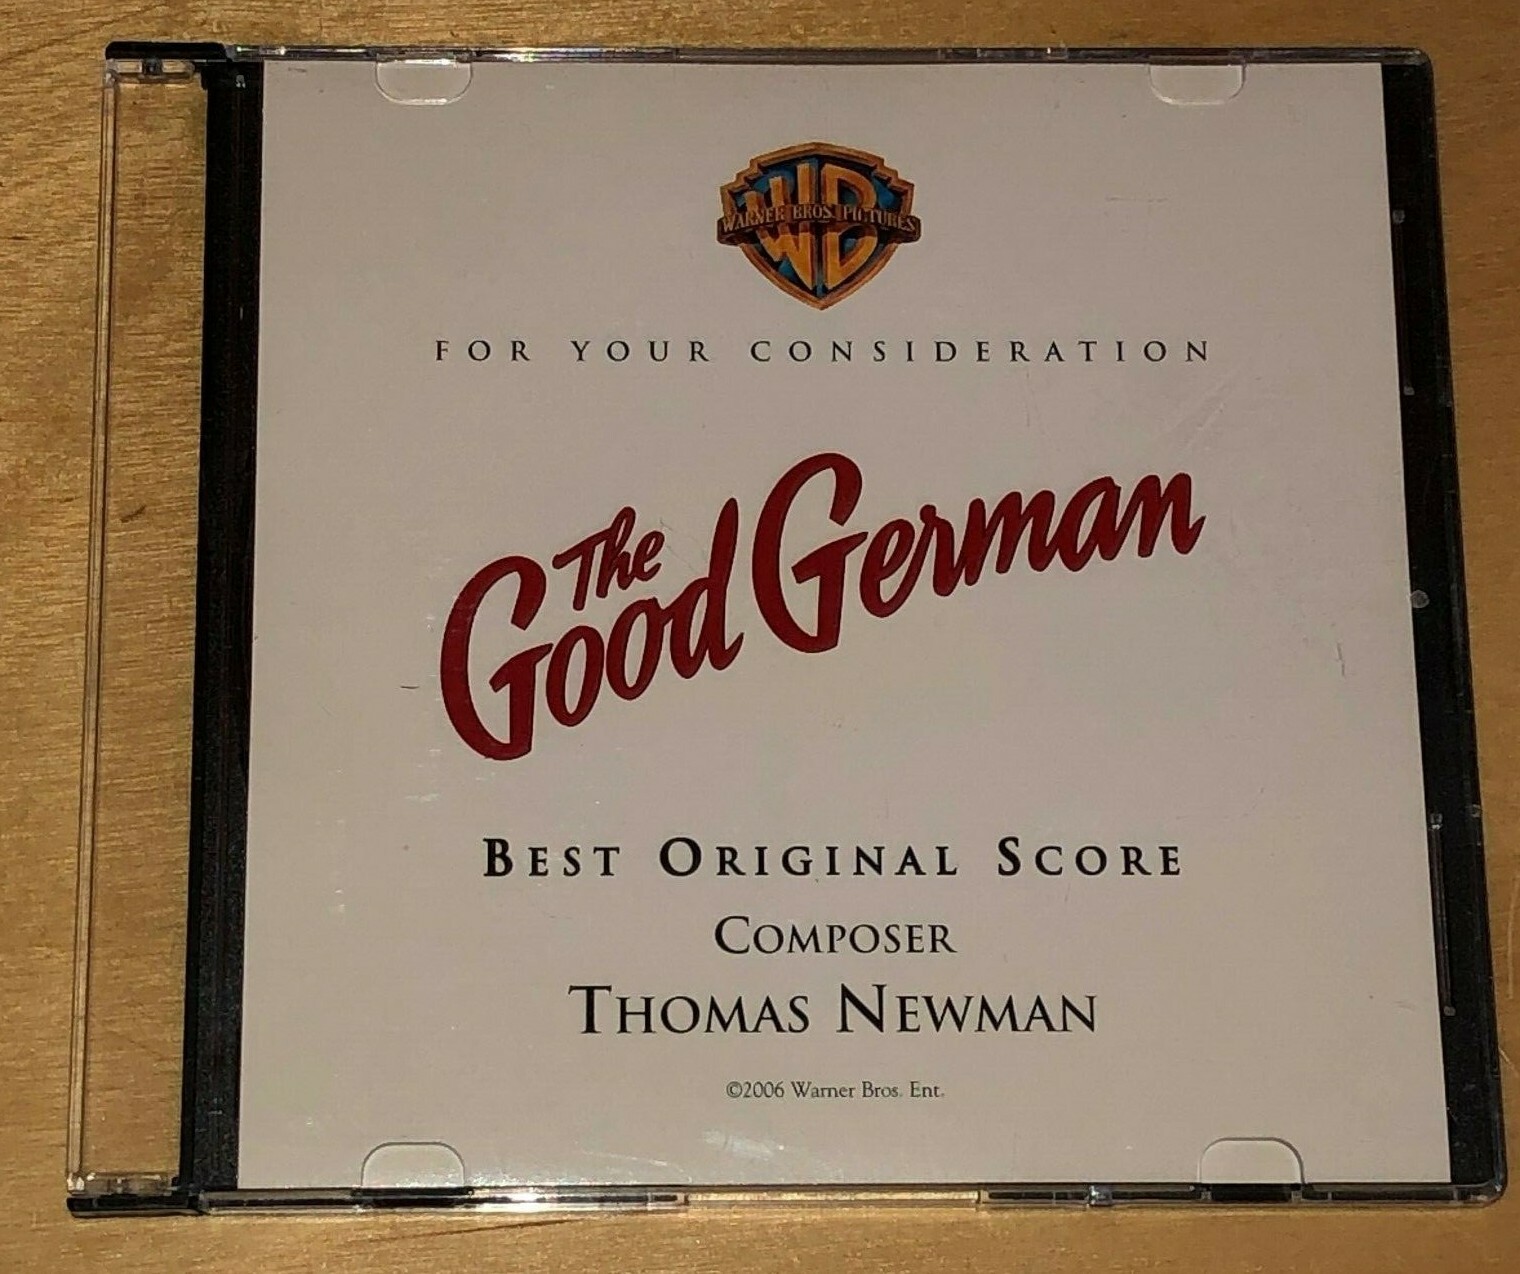 WB
WARNER BROS. PICTURES
FOR YOUR CONSIDERATION
The
Good German
BEST ORIGINAL SCORE
COMPOSER
THOMAS NEWMAN
©2006 Warner Bros. Ent.